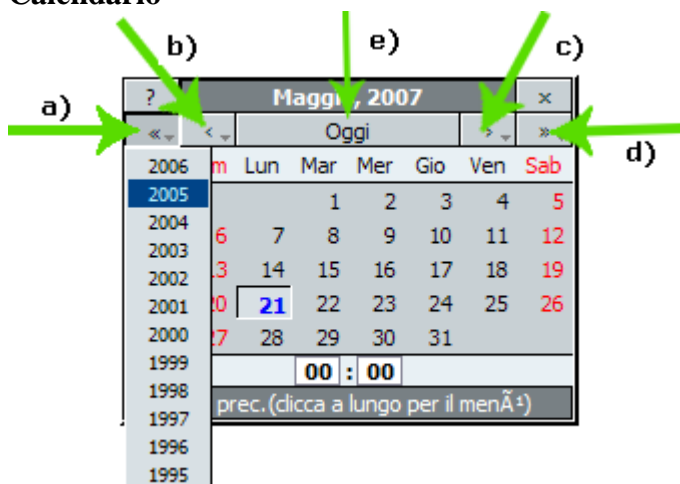 Calendario
b) e) c)
a)
d)
? Maggio, 2007 ×
« ‹ Oggi › »
2006 m Lun Mar Mer Gio Ven Sab
2005 1 2 3 4 5
2004
2003 6 7 8 9 10 11 12
2002 13 14 15 16 17 18 19
2001 20 21 22 23 24 25 26
2000 27 28 29 30 31
1999 00 : 00
1998 prec.(clicca a lungo per il menÃ¹)
1997
1996
1995